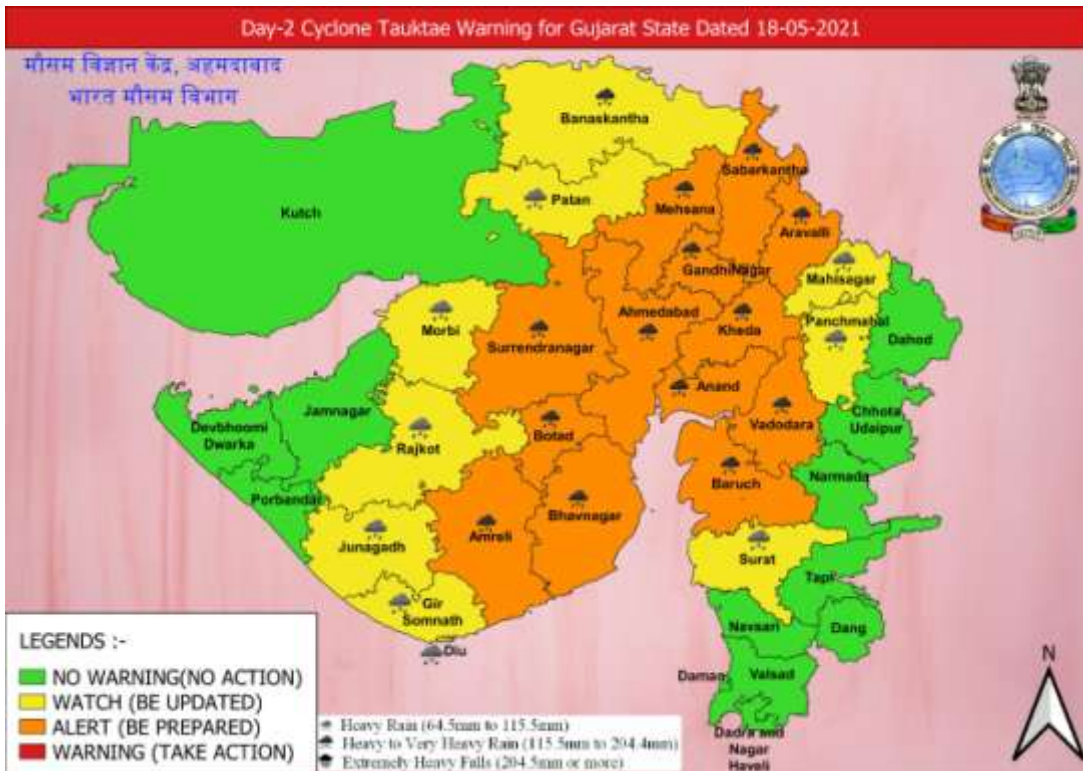 Day-2 Cyclone Tauktae Warning for Gujarat State Dated 18-05-2021
मौसम विज्ञान केंद्र, अहमदाबाद
भारत मौसम विभाग
Banaskantha
Patan
Kutch
Sabarkantha
Mehsana
Aravalli
GandhiNagar
Mahisagar
Panchmahal
Dahod
Morbi
Surrendranagar
Ahmedabad
Kheda
Anand
Vadodara
Chhota
Udaipur
Jamnagar
Devbhoomi
Dwarka
Rajkot
Botad
Narmada
Baruch
Porbandar
Bhavnagar
Amreli
Junagadh
Surat
Tapi
Gir
Somnath
Diu
Navsari
Dang
Daman
Valsad
Dadra and
Nagar
Haveli
N
LEGENDS :-
NO WARNING(NO ACTION)
WATCH (BE UPDATED)
ALERT (BE PREPARED)
WARNING (TAKE ACTION)
Heavy Rain (64.5mm to 115.5mm)
Heavy to Very Heavy Rain (115.5mm to 204.4mm)
Extremely Heavy Falls (204.5mm or more)